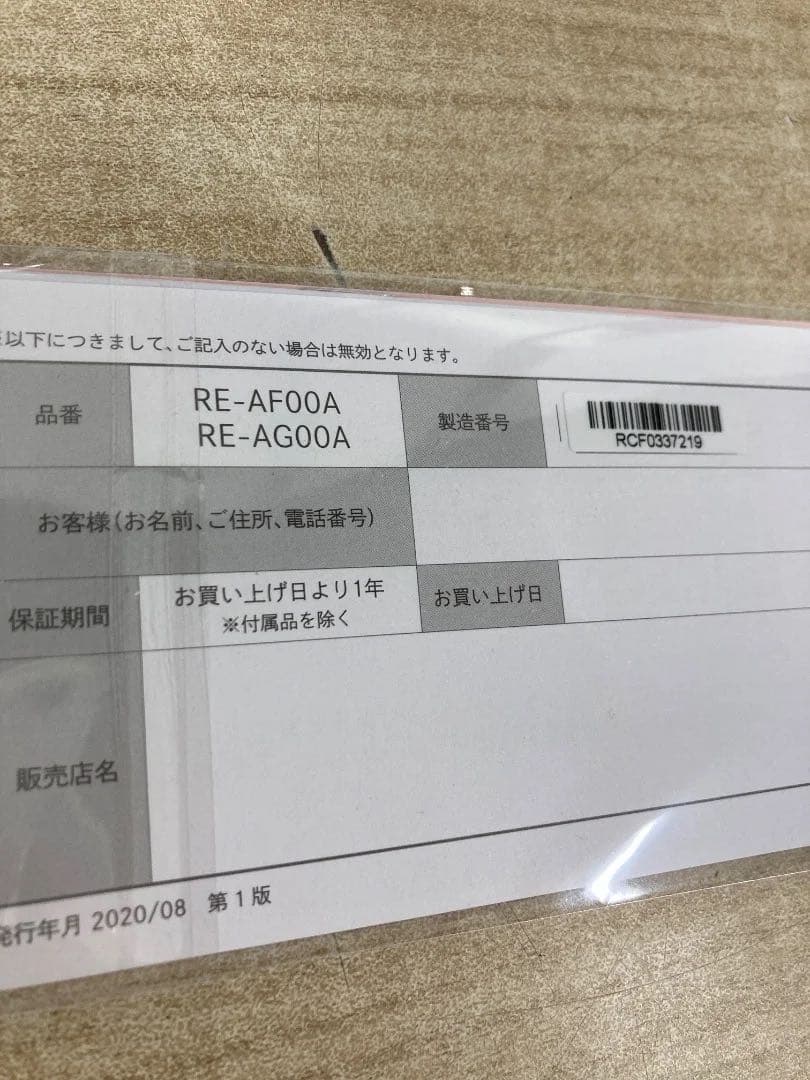 以下につきまして、ご記入のない場合は無効となります。
品番
RE-AF00A
RE-AG00A
製造番号
RCF0337219
お客様(お名前、ご住所、電話番号)
保証期間
お買い上げ日より1年
※付属品を除く
お買い上げ日
販売店名
発行年月 2020/08 第1版